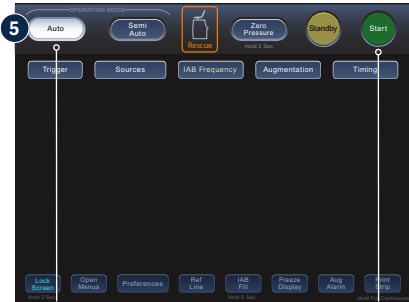 OPERATION MODE
5
Auto
Semi
Auto
Rescue
Zero
Pressure
Hold 2 Sec.
Standby
Start
Trigger
Sources
IAB Frequency
Augmentation
Timing
Lock
Screen
Hold 2 Sec.
Open
Menus
Preferences
Ref
Line
IAB
Fill
Hold 2 Sec.
Freeze
Display
Aug
Alarm
Print
Strip
Hold For Continuous